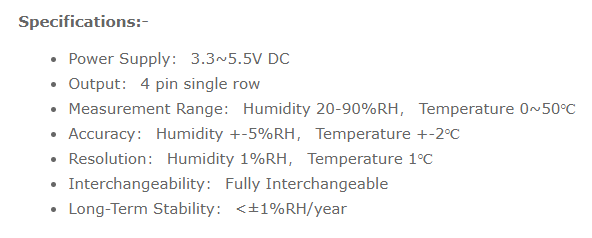 Specifications:-
• Power Supply： 3.3~5.5V DC
• Output： 4 pin single row
• Measurement Range： Humidity 20-90%RH， Temperature 0~50℃
• Accuracy： Humidity +-5%RH， Temperature +-2℃
• Resolution： Humidity 1%RH， Temperature 1℃
• Interchangeability： Fully Interchangeable
• Long-Term Stability： <±1%RH/year